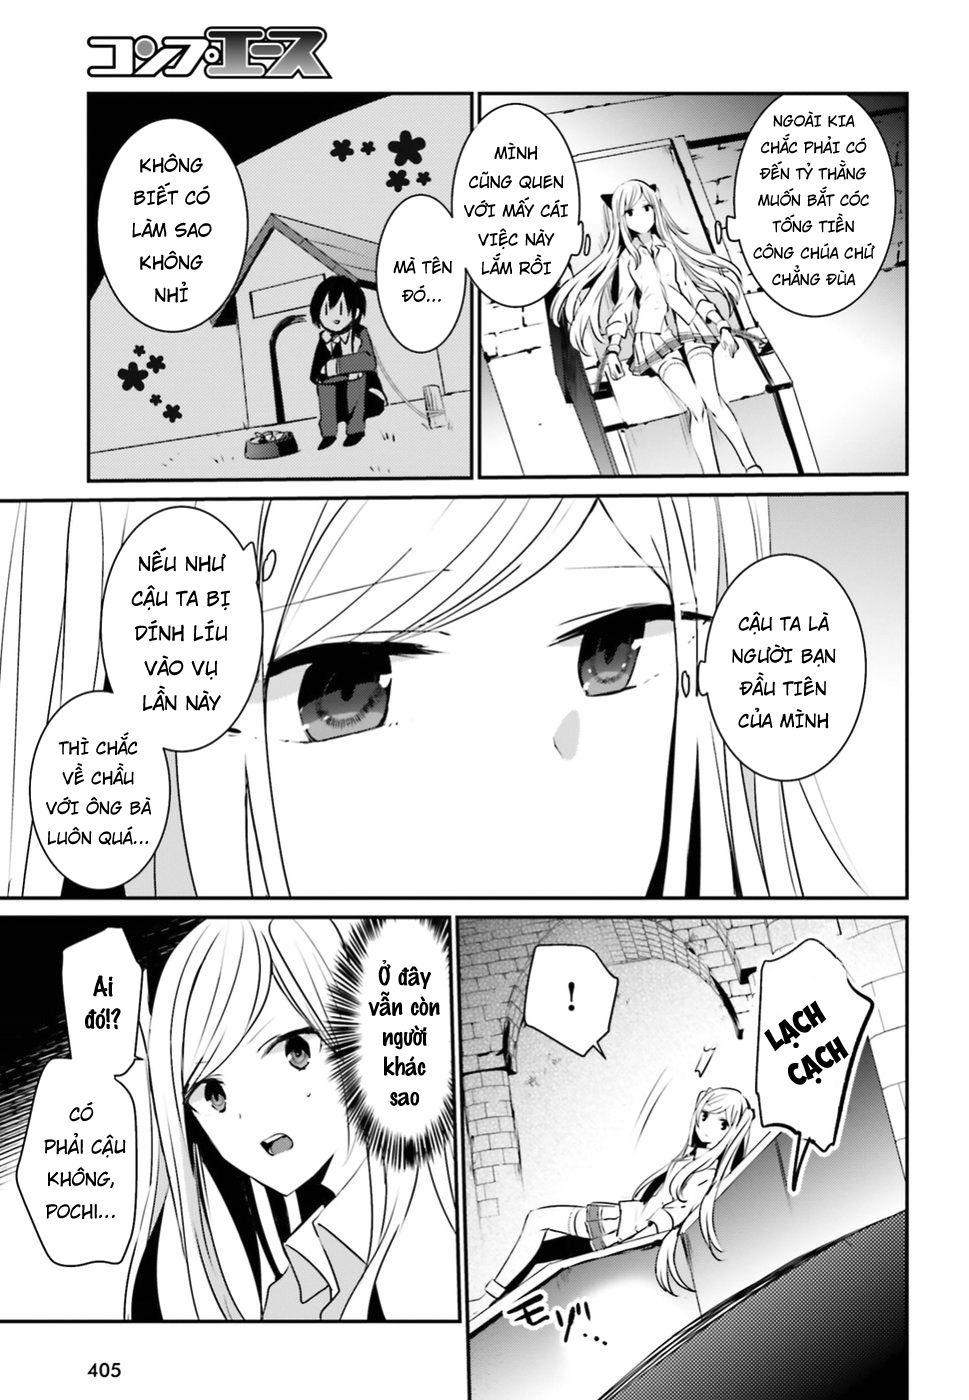 コンプ・エース
NGOÀI KIA
CHẮC PHẢI CÓ
ĐẾN TỶ THẰNG
MUỐN BẮT CÓC
TỐNG TIỀN
CÔNG CHÚA CHỨ
CHẲNG ĐÙA
MÌNH
CŨNG QUEN
VỚI MẤY CÁI
VIỆC NÀY
LẮM RỒI
MÀ TÊN
ĐÓ...
KHÔNG
BIẾT CÓ
LÀM SAO
KHÔNG
NHỈ
CẬU TA LÀ
NGƯỜI BẠN
ĐẦU TIÊN
CỦA MÌNH
NẾU NHƯ
CẬU TA BỊ
DÍNH LÍU
VÀO VỤ
LẦN NÀY
THÌ CHẮC
VỀ CHẦU
VỚI ÔNG BÀ
LUÔN QUÁ...
LẠCH
CẠCH
!
モゾ...
Ở đây
vẫn còn
người
khác
sao
Ai
đó!?
CÓ
PHẢI CẬU
KHÔNG,
POCHI...
405